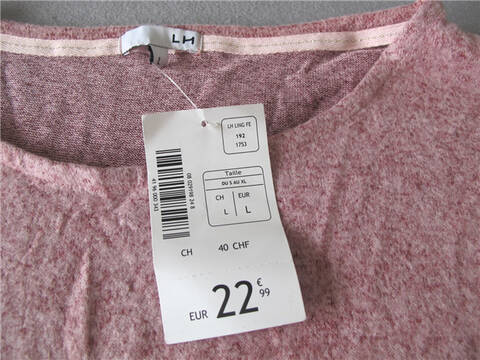 LH
L
LH LING FE
192
1753
Taille
DU S AU XL
CH EUR
L L
CH 40 CHF
EUR 22 €99